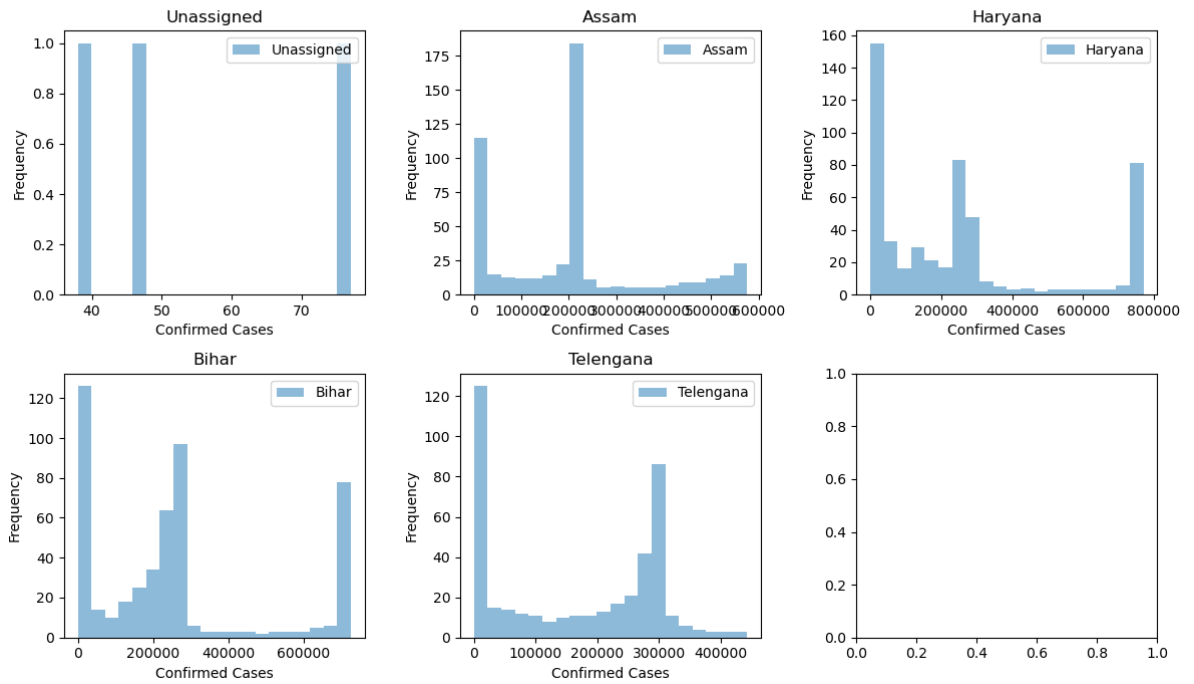 Unassigned
1.0
0.8
0.6
0.4
0.2
0.0
Frequency
Unassigned
40 50 60 70
Confirmed Cases
Assam
175
150
125
100
75
50
25
0
Frequency
Assam
0 100000 200000 300000 400000 500000 600000
Confirmed Cases
Haryana
160
140
120
100
80
60
40
20
0
Frequency
Haryana
0 200000 400000 600000 800000
Confirmed Cases
Bihar
120
100
80
60
40
20
0
Frequency
Bihar
0 200000 400000 600000
Confirmed Cases
Telengana
120
100
80
60
40
20
0
Frequency
Telengana
0 100000 200000 300000 400000
Confirmed Cases
1.0
0.8
0.6
0.4
0.2
0.0
0.0 0.2 0.4 0.6 0.8 1.0